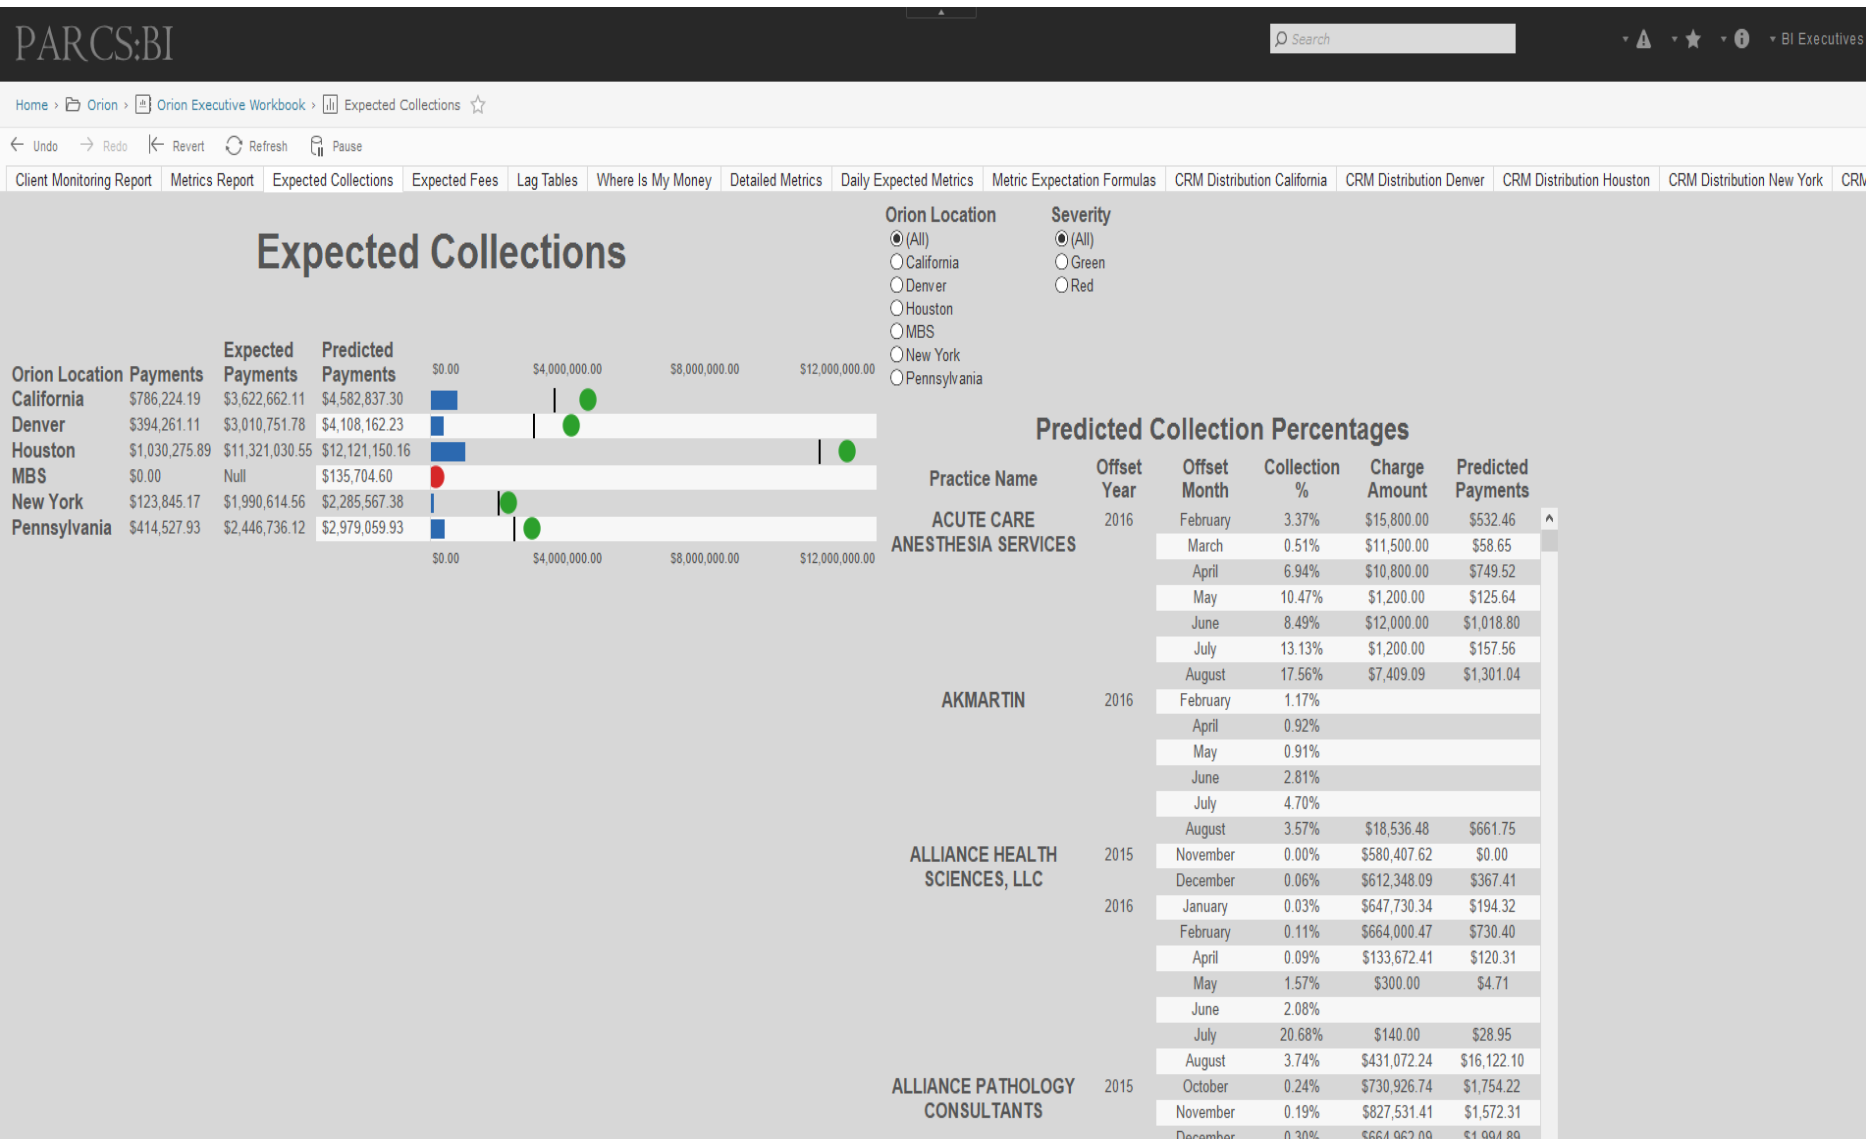 PARCS:BI
Search
BI Executives
Home › Orion › Orion Executive Workbook › Expected Collections
Undo Redo Revert Refresh Pause
Client Monitoring Report Metrics Report Expected Collections Expected Fees Lag Tables Where Is My Money Detailed Metrics Daily Expected Metrics Metric Expectation Formulas CRM Distribution California CRM Distribution Denver CRM Distribution Houston CRM Distribution New York CRM
Expected Collections
Orion Location
(All)
California
Denver
Houston
MBS
New York
Pennsylvania
Severity
(All)
Green
Red
Orion Location Payments Expected Payments Predicted Payments
$0.00 $4,000,000.00 $8,000,000.00 $12,000,000.00
California $786,224.19 $3,622,662.11 $4,582,837.30
Denver $394,261.11 $3,010,751.78 $4,108,162.23
Houston $1,030,275.89 $11,321,030.55 $12,121,150.16
MBS $0.00 Null $135,704.60
New York $123,845.17 $1,990,614.56 $2,285,567.38
Pennsylvania $414,527.93 $2,446,736.12 $2,979,059.93
$0.00 $4,000,000.00 $8,000,000.00 $12,000,000.00
Predicted Collection Percentages
Practice Name Offset Year Offset Month Collection % Charge Amount Predicted Payments
ACUTE CARE ANESTHESIA SERVICES 2016 February 3.37% $15,800.00 $532.46
March 0.51% $11,500.00 $58.65
April 6.94% $10,800.00 $749.52
May 10.47% $1,200.00 $125.64
June 8.49% $12,000.00 $1,018.80
July 13.13% $1,200.00 $157.56
August 17.56% $7,409.09 $1,301.04
AKMARTIN 2016 February 1.17%
April 0.92%
May 0.91%
June 2.81%
July 4.70%
August 3.57% $18,536.48 $661.75
ALLIANCE HEALTH SCIENCES, LLC 2015 November 0.00% $580,407.62 $0.00
December 0.06% $612,348.09 $367.41
2016 January 0.03% $647,730.34 $194.32
February 0.11% $664,000.47 $730.40
April 0.09% $133,672.41 $120.31
May 1.57% $300.00 $4.71
June 2.08%
July 20.68% $140.00 $28.95
August 3.74% $431,072.24 $16,122.10
ALLIANCE PATHOLOGY CONSULTANTS 2015 October 0.24% $730,926.74 $1,754.22
November 0.19% $827,531.41 $1,572.31
December 0.30% $664,962.09 $1,994.89